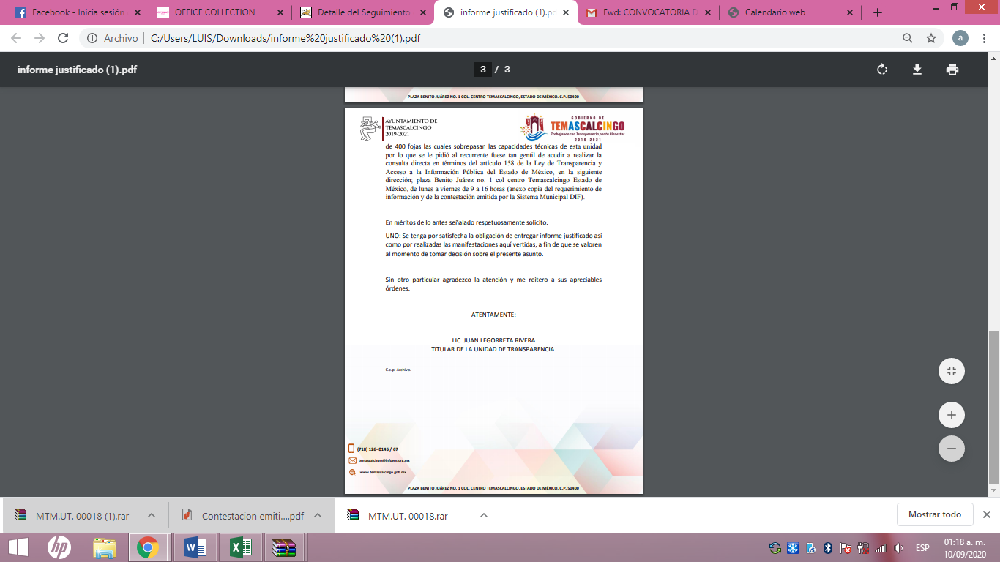 Facebook - Inicia sesión
OFFICE COLLECTION
Detalle del Seguimiento
informe justificado (1).pd
Fwd: CONVOCATORIA D
Calendario web
Archivo
C:/Users/LUIS/Downloads/informe%20justificado%20(1).pdf
a
informe justificado (1).pdf
3 / 3
PLAZA BENITO JUÁREZ NO. 1 COL. CENTRO TEMASCALCINGO, ESTADO DE MÉXICO. C.P. 50400
AYUNTAMIENTO DE
TEMASCALCINGO
2019-2021
GOBIERNO DE
TEMASCALCINGO
Trabajando con Transparencia por tu Bienestar
2019-2021
de 400 fojas las cuales sobrepasan las capacidades técnicas de esta unidad
por lo que se le pidió al recurrente fuese tan gentil de acudir a realizar la
consulta directa en términos del artículo 158 de la Ley de Transparencia y
Acceso a la Información Pública del Estado de México, en la siguiente
dirección; plaza Benito Juárez no. 1 col centro Temascalcingo Estado de
México, de lunes a viernes de 9 a 16 horas (anexo copia del requerimiento de
información y de la contestación emitida por la Sistema Municipal DIF).
En méritos de lo antes señalado respetuosamente solicito.
UNO: Se tenga por satisfecha la obligación de entregar informe justificado así
como por realizadas las manifestaciones aquí vertidas, a fin de que se valoren
al momento de tomar decisión sobre el presente asunto.
Sin otro particular agradezco la atención y me reitero a sus apreciables
órdenes.
ATENTAMENTE:
LIC. JUAN LEGORRETA RIVERA
TITULAR DE LA UNIDAD DE TRANSPARENCIA.
C.c.p. Archivo.
(718) 126- 0145 / 67
temascalcingo@infoem.org.mx
www.temascalcingo.gob.mx
PLAZA BENITO JUÁREZ NO. 1 COL. CENTRO TEMASCALCINGO, ESTADO DE MÉXICO. C.P. 50400
MTM.UT. 00018 (1).rar
Contestacion emiti....pdf
MTM.UT. 00018.rar
Mostrar todo
ESP
01:18 a. m.
10/09/2020